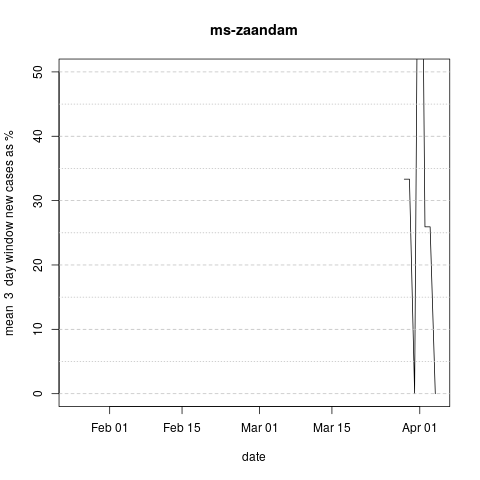 ms-zaandam
mean 3 day window new cases as %
50
40
30
20
10
0
Feb 01
Feb 15
Mar 01
Mar 15
Apr 01
date